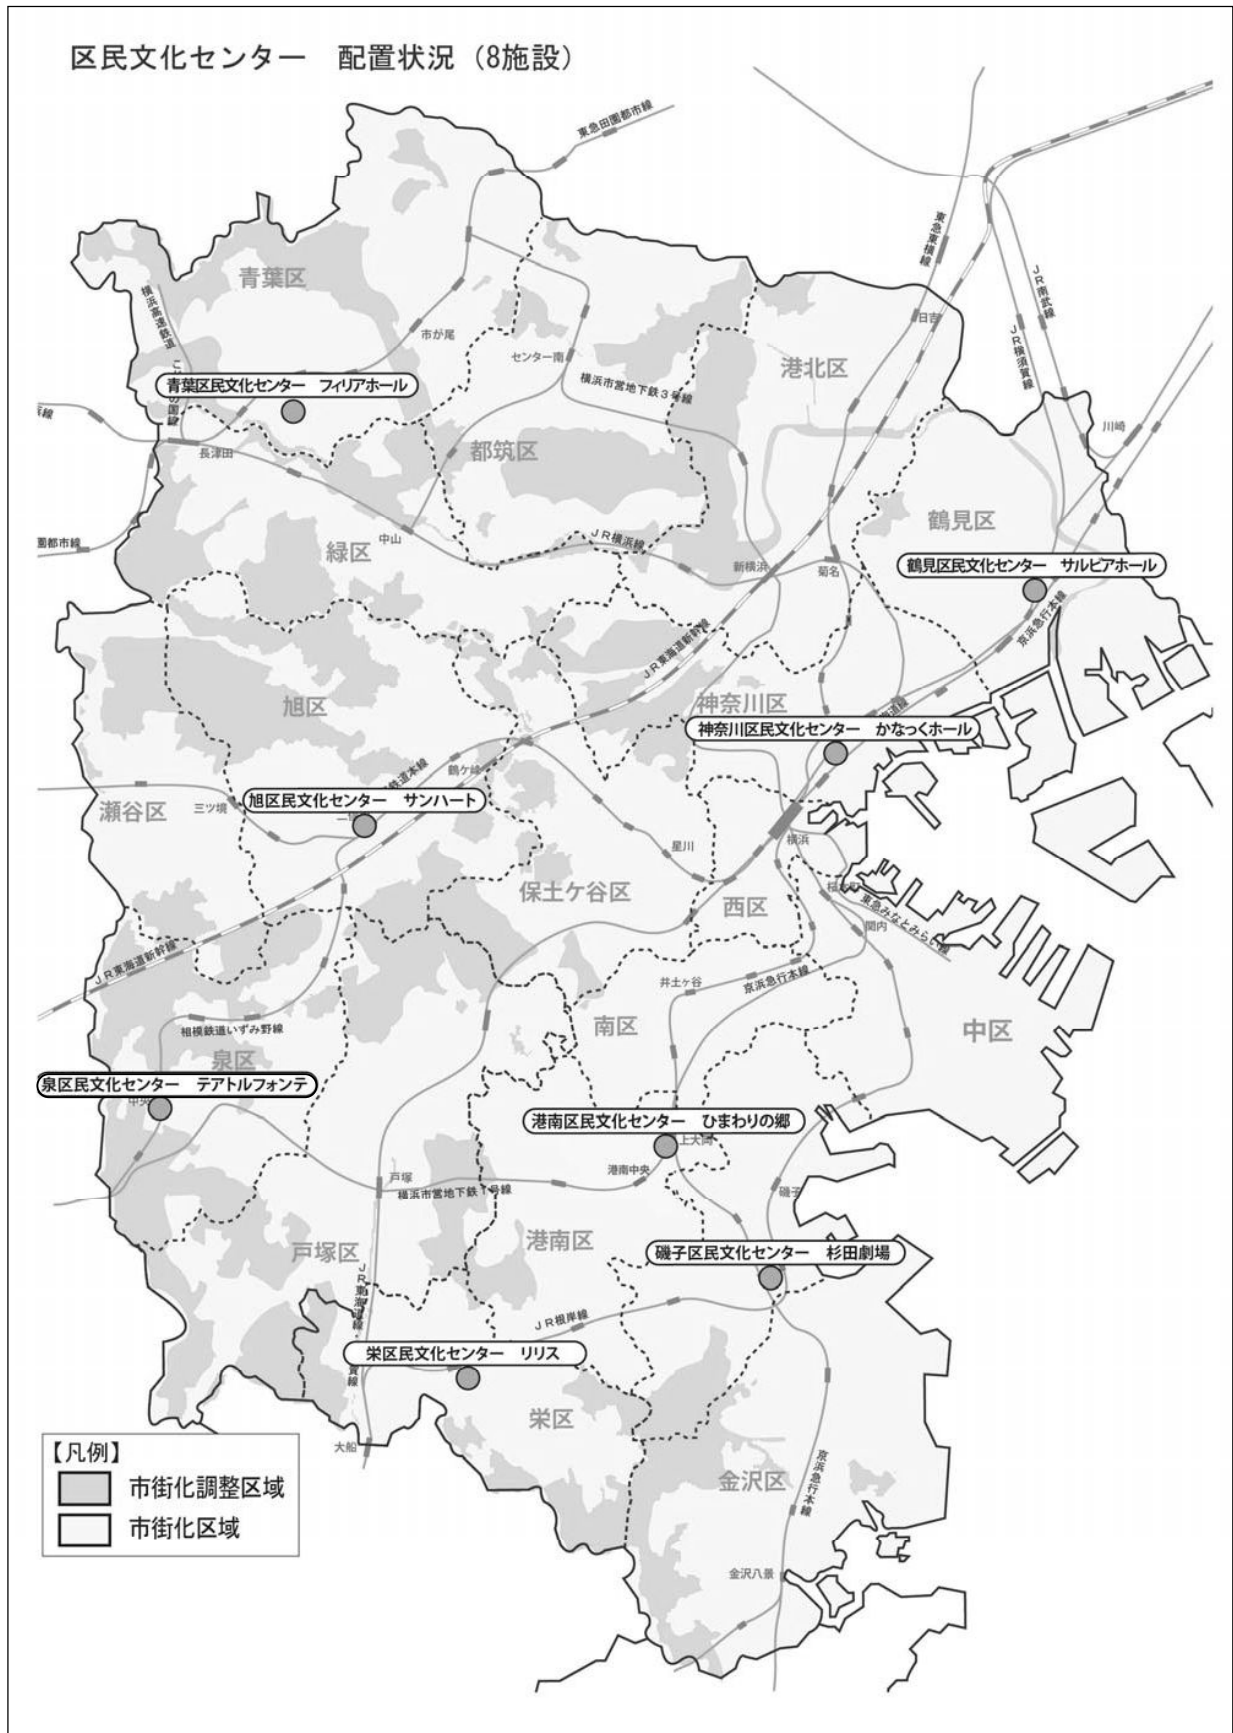 区民文化センター 配置状況（8施設）
東急田園都市線
東急東横線
JR南武線
JR横須賀線
青葉区
横浜高速鉄道
市が尾
センター南
日吉
港北区
横浜市営地下鉄3号線
青葉区民文化センター フィリアホール
川崎
長津田
都筑区
鶴見区
緑区
中山
JR横浜線
新横浜
菊名
園都市線
鶴見区民文化センター サルビアホール
京浜急行本線
JR東海道新幹線
旭区
神奈川区
神奈川区民文化センター かなっくホール
鉄道本線
鶴ケ峰
瀬谷区
三ツ境
旭区民文化センター サンハート
星川
横浜
保土ケ谷区
西区
東急みなとみらい線
関内
JR東海道新幹線
井土ヶ谷
京浜急行本線
相模鉄道いずみ野線
南区
中区
泉区
泉区民文化センター テアトルフォンテ
中央
港南区民文化センター ひまわりの郷
上大岡
戸塚
港南中央
横浜市営地下鉄1号線
磯子
港南区
戸塚区
磯子区民文化センター 杉田劇場
JR東海道線
JR根岸線
栄区民文化センター リリス
賀線
栄区
大船
金沢区
京浜急行本線
【凡例】
市街化調整区域
市街化区域
金沢八景